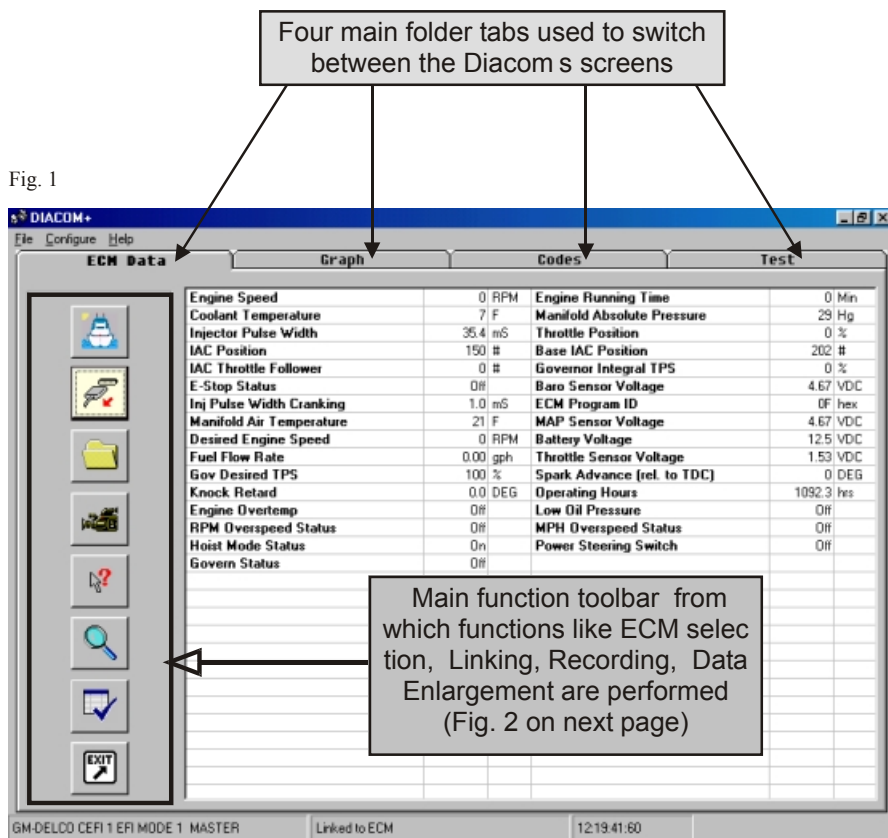 Four main folder tabs used to switch
between the Diacom s screens
Fig. 1
DIACOM+
File Configure Help
ECM Data Graph Codes Test
Engine Speed 0 RPM Engine Running Time 0 Min
Coolant Temperature 7 F Manifold Absolute Pressure 29 Hg
Injector Pulse Width 35.4 mS Throttle Position 0 %
IAC Position 150 # Base IAC Position 202 #
IAC Throttle Follower 0 # Governor Integral TPS 0 %
E-Stop Status Off Baro Sensor Voltage 4.67 VDC
Inj Pulse Width Cranking 1.0 mS ECM Program ID 0F hex
Manifold Air Temperature 21 F MAP Sensor Voltage 4.67 VDC
Desired Engine Speed 0 RPM Battery Voltage 12.5 VDC
Fuel Flow Rate 0.00 gph Throttle Sensor Voltage 1.53 VDC
Gov Desired TPS 100 % Spark Advance (rel. to TDC) 0 DEG
Knock Retard 0.0 DEG Operating Hours 1092.3 hrs
Engine Overtemp Off Low Oil Pressure Off
RPM Overspeed Status Off MPH Overspeed Status Off
Hoist Mode Status On Power Steering Switch Off
Govern Status Off
Main function toolbar from
which functions like ECM selec
tion, Linking, Recording, Data
Enlargement are performed
(Fig. 2 on next page)
EXIT
GM-DELCO CEFI 1 EFI MODE 1 MASTER Linked to ECM 12:19:41:60